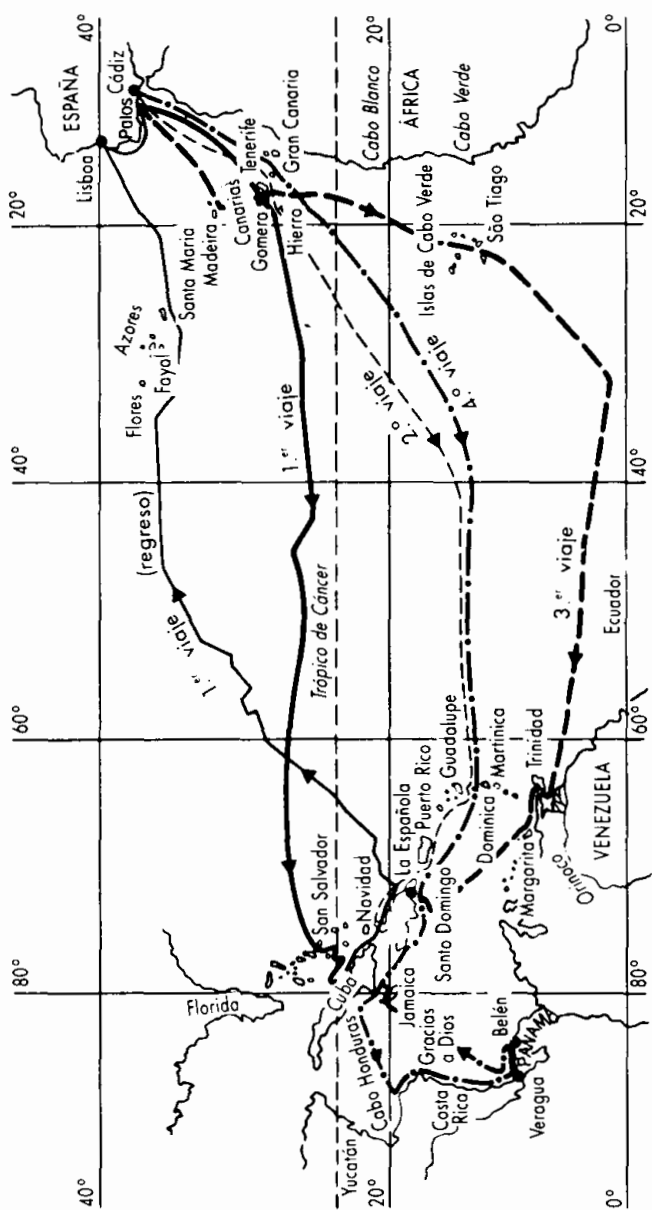 40°
20°
0°
ESPAÑA
Lisboa
Palos
Cádiz
20°
Santa Maria
Madeira
Azores
Flores
Fayal
Canarias
Tenerife
Gomera
Gran Canaria
Hierra
Cabo Blanco
ÁFRICA
Cabo Verde
Islas de Cabo Verde
São Tiago
40°
1.er viaje
(regreso)
1.er viaje
2.º viaje
4.º viaje
3.er viaje
Trópico de Cáncer
Ecuador
60°
San Salvador
Navidad
La Española
Puerto Rico
Guadalupe
Martinica
Dominica
Trinidad
Santo Domingo
Margarita
Orinoco
VENEZUELA
80°
Florida
Cuba
Jamaica
Cabo Honduras
Gracias
a Dios
Belén
PANAMÁ
Yucatán
Costa
Rica
Veragua
40°
20°
0°